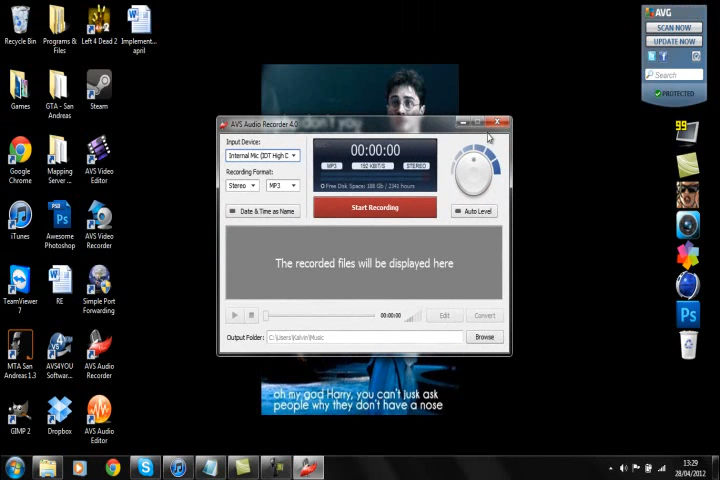 Recycle Bin
Programs &
Files
Left 4 Dead 2
Implement...
april
Games
GTA - San
Andreas
Steam
Google
Chrome
Mapping
Server ...
AVS Video
Editor
iTunes
Awesome
Photoshop
AVS Video
Recorder
TeamViewer
7
RE
Simple Port
Forwarding
MTA San
Andreas 1.3
AVS4YOU
Softwar...
AVS Audio
Recorder
GIMP 2
Dropbox
AVS Audio
Editor
AVS Audio Recorder 4.0
Input Device:
Internal Mic (IDT High D
Recording Format:
Stereo
MP3
Date & Time as Name
00:00:00
MP3
192 KBIT/S
STEREO
Free Disk Space: 188 Gb / 2341 hours
Start Recording
Auto Level
The recorded files will be displayed here
00:00:00
Edit
Convert
Output Folder:
C:\Users\Kalvin\Music
Browse
oh my god Harry, you can't jusk ask
people why they don't have a nose
AVG
SCAN NOW
UPDATE NOW
Search
PROTECTED
99
Ps
13:29
28/04/2012